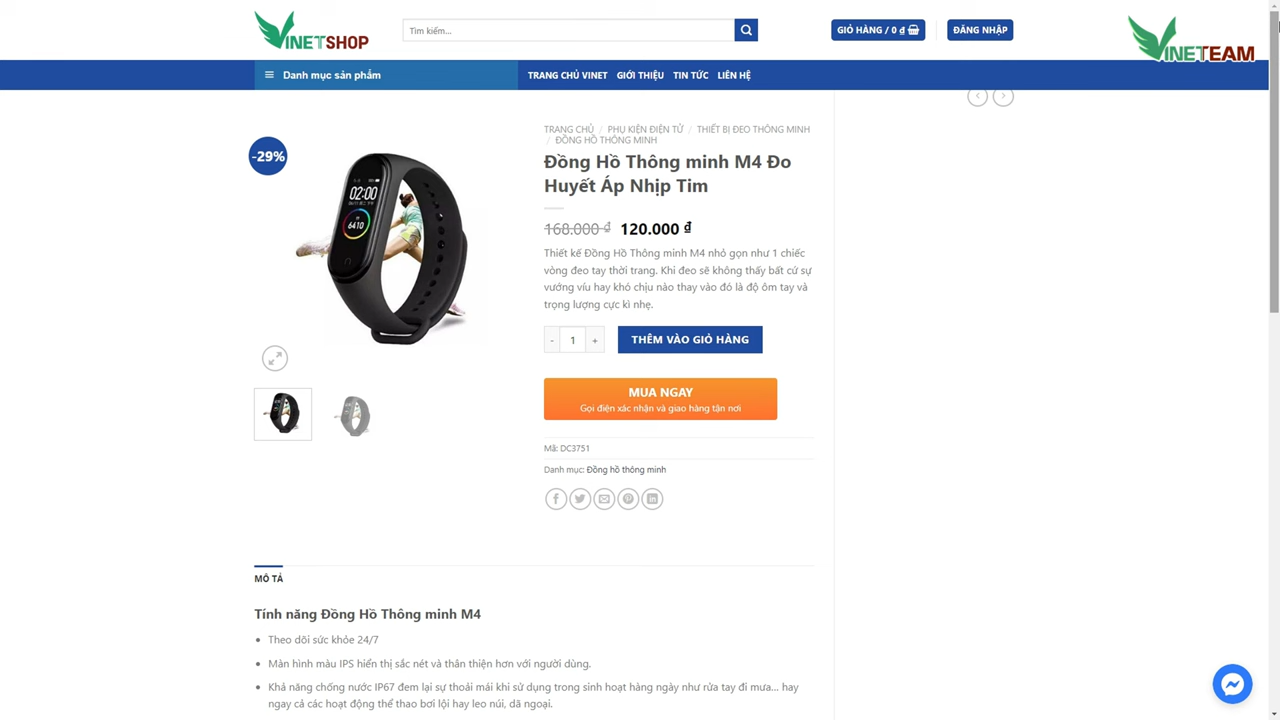 VINETSHOP
Tìm kiếm...
GIỎ HÀNG / 0 ₫
ĐĂNG NHẬP
VINETEAM
Danh mục sản phẩm
TRANG CHỦ VINET
GIỚI THIỆU
TIN TỨC
LIÊN HỆ
TRANG CHỦ / PHỤ KIỆN ĐIỆN TỬ / THIẾT BỊ ĐEO THÔNG MINH
/ ĐỒNG HỒ THÔNG MINH
-29%
Đồng Hồ Thông minh M4 Đo
Huyết Áp Nhịp Tim
168.000 ₫ 120.000 ₫
02:00
6410
Thiết kế Đồng Hồ Thông minh M4 nhỏ gọn như 1 chiếc
vòng đeo tay thời trang. Khi đeo sẽ không thấy bất cứ sự
vướng víu hay khó chịu nào thay vào đó là độ ôm tay và
trọng lượng cực kì nhẹ.
- 1 +
THÊM VÀO GIỎ HÀNG
MUA NGAY
Gọi điện xác nhận và giao hàng tận nơi
Mã: DC3751
Danh mục: Đồng hồ thông minh
MÔ TẢ
Tính năng Đồng Hồ Thông minh M4
Theo dõi sức khỏe 24/7
Màn hình màu IPS hiển thị sắc nét và thân thiện hơn với người dùng.
Khả năng chống nước IP67 đem lại sự thoải mái khi sử dụng trong sinh hoạt hàng ngày như rửa tay đi mưa… hay
ngay cả các hoạt động thể thao bơi lội hay leo núi, dã ngoại.